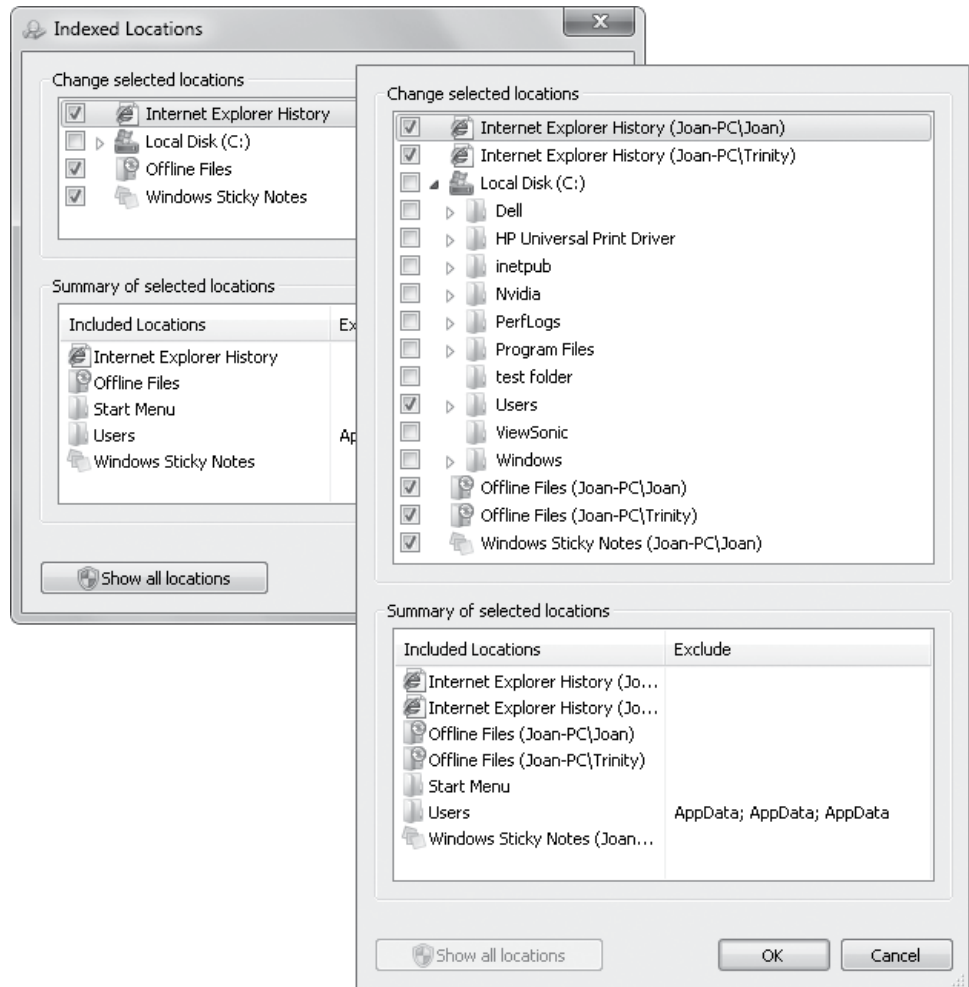 Indexed Locations
Change selected locations
Internet Explorer History
Local Disk (C:)
Offline Files
Windows Sticky Notes
Summary of selected locations
Included Locations Ex
Internet Explorer History
Offline Files
Start Menu
Users Ap
Windows Sticky Notes
Show all locations
Change selected locations
Internet Explorer History (Joan-PC\Joan)
Internet Explorer History (Joan-PC\Trinity)
Local Disk (C:)
Dell
HP Universal Print Driver
inetpub
Nvidia
PerfLogs
Program Files
test folder
Users
ViewSonic
Windows
Offline Files (Joan-PC\Joan)
Offline Files (Joan-PC\Trinity)
Windows Sticky Notes (Joan-PC\Joan)
Summary of selected locations
Included Locations Exclude
Internet Explorer History (Jo...
Internet Explorer History (Jo...
Offline Files (Joan-PC\Joan)
Offline Files (Joan-PC\Trinity)
Start Menu
Users AppData; AppData; AppData
Windows Sticky Notes (Joan...
Show all locations OK Cancel